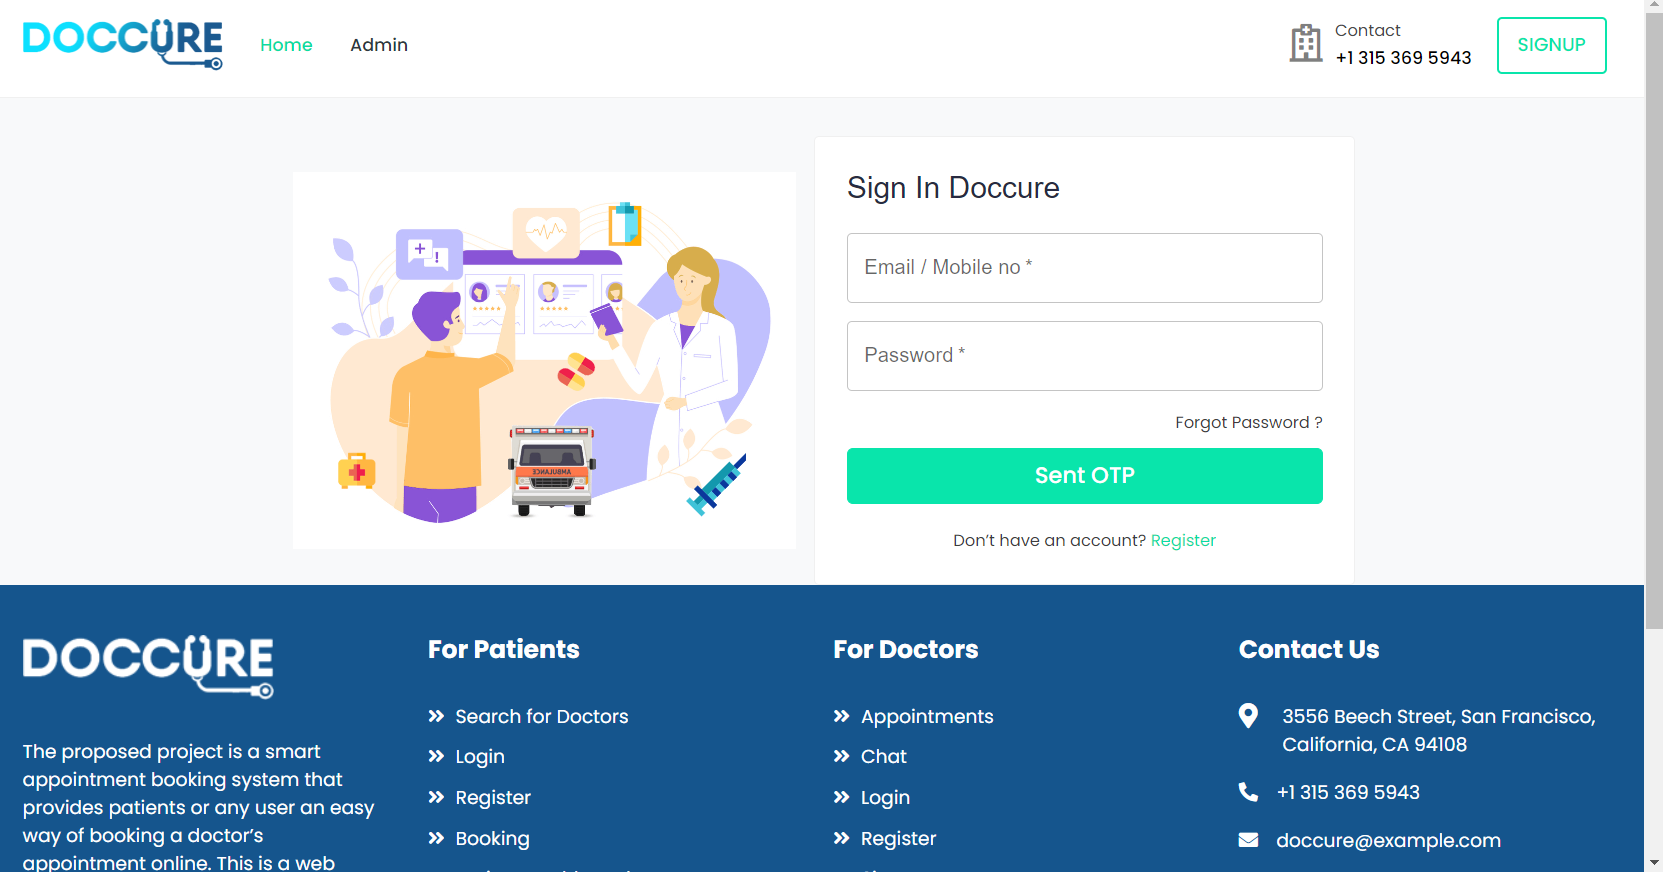 DOCCURE
Home
Admin
Contact
+1 315 369 5943
SIGNUP
Sign In Doccure
Email / Mobile no *
Password *
Forgot Password ?
Sent OTP
Don’t have an account? Register
AMBULANCE
DOCCURE
The proposed project is a smart
appointment booking system that
provides patients or any user an easy
way of booking a doctor’s
appointment online. This is a web
For Patients
Search for Doctors
Login
Register
Booking
For Doctors
Appointments
Chat
Login
Register
Contact Us
3556 Beech Street, San Francisco,
California, CA 94108
+1 315 369 5943
doccure@example.com